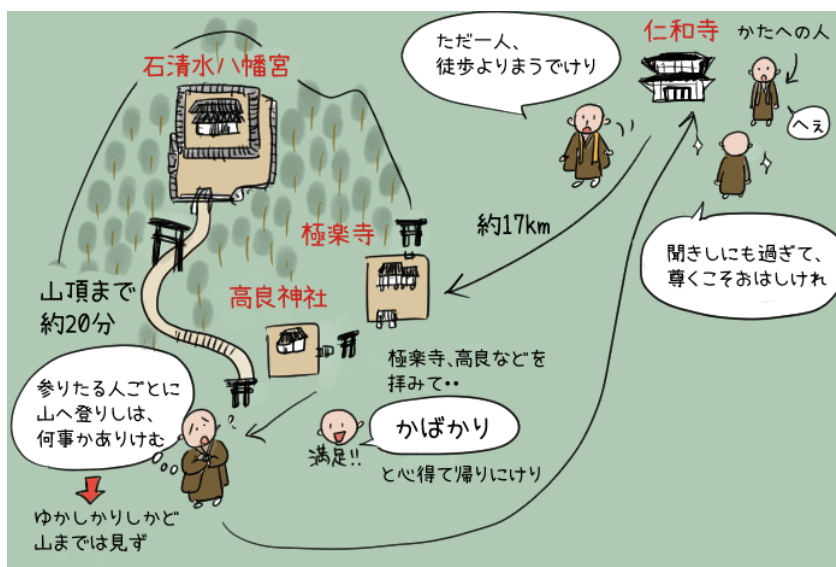 石清水八幡宮
ただ一人、
徒歩よりまうでけり
仁和寺
かたへの人
へぇ
約17km
聞きしにも過ぎて、
尊くこそおはしけれ
極楽寺
高良神社
山頂まで
約20分
極楽寺、高良などを
拝みて・・
かばかり
満足!!
と心得て帰りにけり
参りたる人ごとに
山へ登りしは、
何事かありけむ
ゆかしかりしかど
山までは見ず